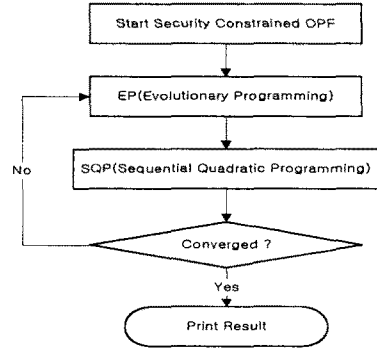 Start Security Constrained OPF
EP(Evolutionary Programming)
SQP(Sequential Quadratic Programming)
No
Converged ?
Yes
Print Result